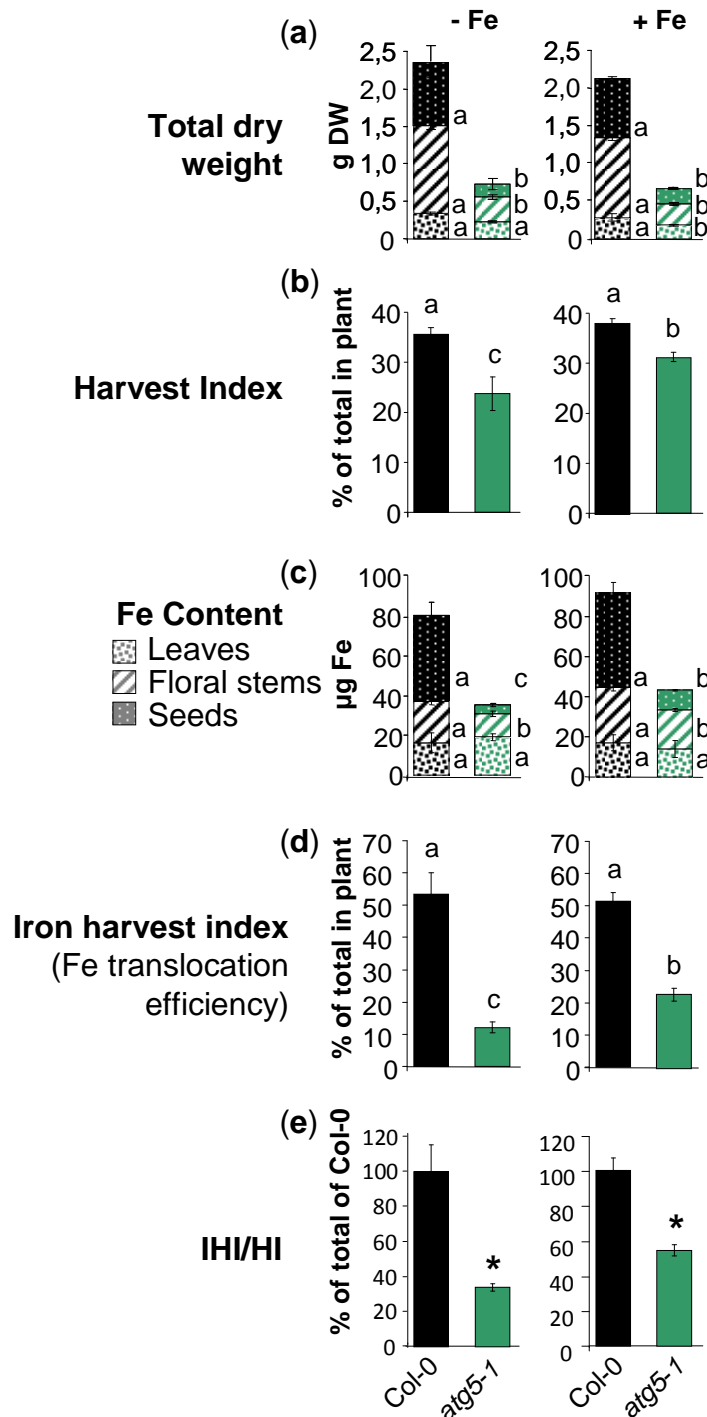 - Fe
+ Fe
(a)
Total dry
weight
g DW
2,5
2,0
1,5
1,0
0,5
0
a
a
a
b
b
a
2,5
2,0
1,5
1,0
0,5
0
a
a
a
b
b
b
(b)
Harvest Index
% of total in plant
40
30
20
10
0
a
c
40
30
20
10
0
a
b
(c)
Fe Content
Leaves
Floral stems
Seeds
µg Fe
100
80
60
40
20
0
a
a
a
c
b
a
100
80
60
40
20
0
a
a
a
b
b
a
(d)
Iron harvest index
(Fe translocation
efficiency)
% of total in plant
70
60
50
40
30
20
10
0
a
c
70
60
50
40
30
20
10
0
a
b
(e)
IHI/HI
% of total of Col-0
120
100
80
60
40
20
0
*
120
100
80
60
40
20
0
*
Col-0
atg5-1
Col-0
atg5-1